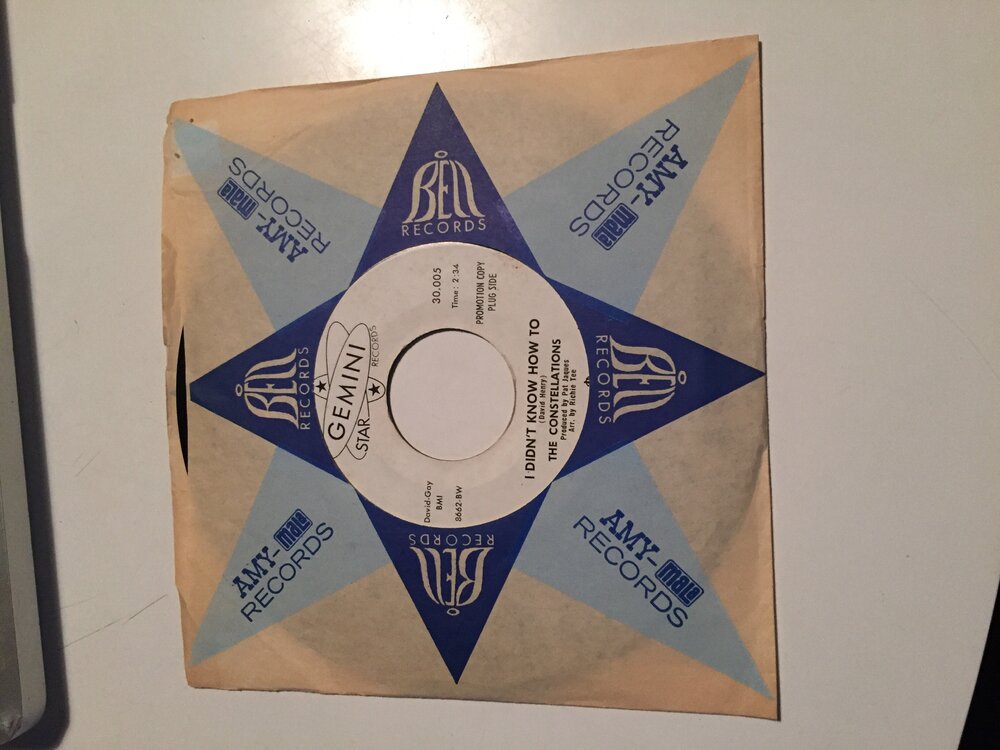 BELL
RECORDS
AMY-mala
RECORDS
AMY-mala
RECORDS
BELL
RECORDS
BELL
RECORDS
GEMINI
STAR
RECORDS
30.005
Time: 2:34
PROMOTION COPY
PLUG SIDE
David-Gay
BMI
8662-BW
I DIDN'T KNOW HOW TO
(David Henry)
THE CONSTELLATIONS
Produced by Pat Jaques
Arr. by Richie Tee
BELL
RECORDS
AMY-mala
RECORDS
AMY-mala
RECORDS